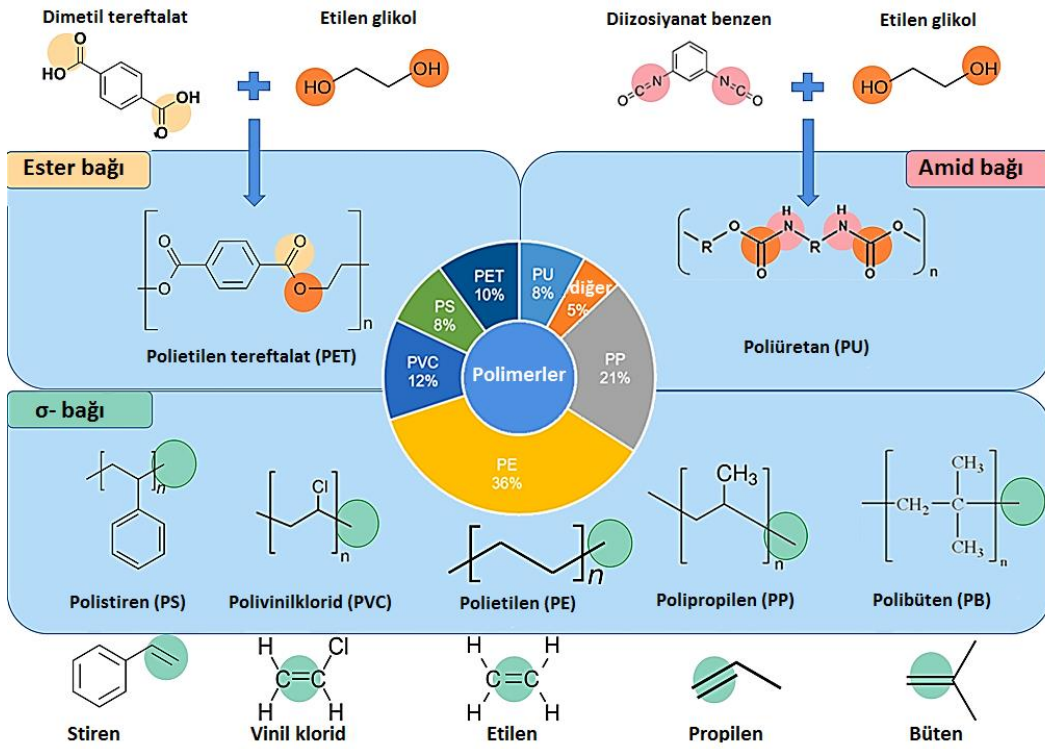 Dimetil tereftalat
Etilen glikol
Diizosiyanat benzen
Etilen glikol
O
HO
OH
O
HO
OH
O=C=N
N=C=O
HO
OH
Ester bağı
Amid bağı
O
O
O
O
n
Polietilen tereftalat (PET)
R
O
O
H
N
R
H
N
O
O
n
Poliüretan (PU)
PET
10%
PU
8%
diğer
5%
PS
8%
PP
21%
PVC
12%
Polimerler
PE
36%
σ- bağı
n
Cl
n
n
CH3
n
CH3
CH2
C
CH3
n
Polistiren (PS)
Polivinilklorid (PVC)
Polietilen (PE)
Polipropilen (PP)
Polibüten (PB)
H
Cl
C=C
H
H
H
H
C=C
H
H
Stiren
Vinil klorid
Etilen
Propilen
Büten